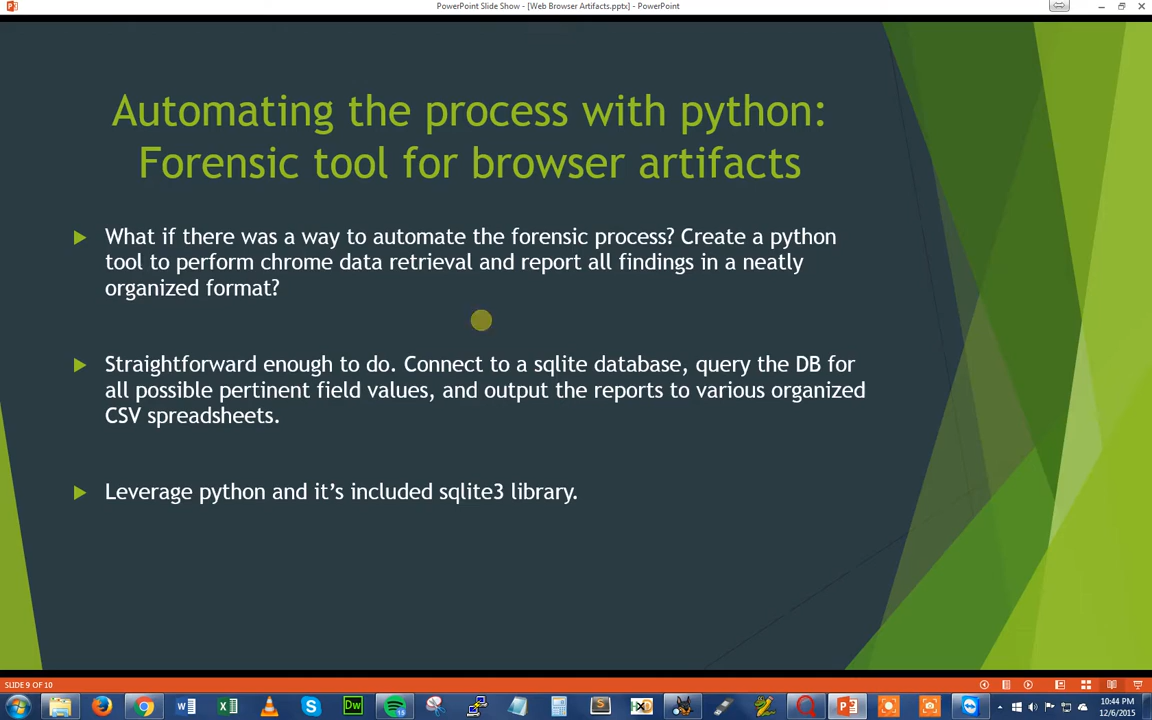 PowerPoint Slide Show - [Web Browser Artifacts.pptx] - PowerPoint
Automating the process with python:
Forensic tool for browser artifacts
What if there was a way to automate the forensic process? Create a python
tool to perform chrome data retrieval and report all findings in a neatly
organized format?
Straightforward enough to do. Connect to a sqlite database, query the DB for
all possible pertinent field values, and output the reports to various organized
CSV spreadsheets.
Leverage python and it’s included sqlite3 library.
SLIDE 9 OF 10
Dw
10:44 PM
12/6/2015